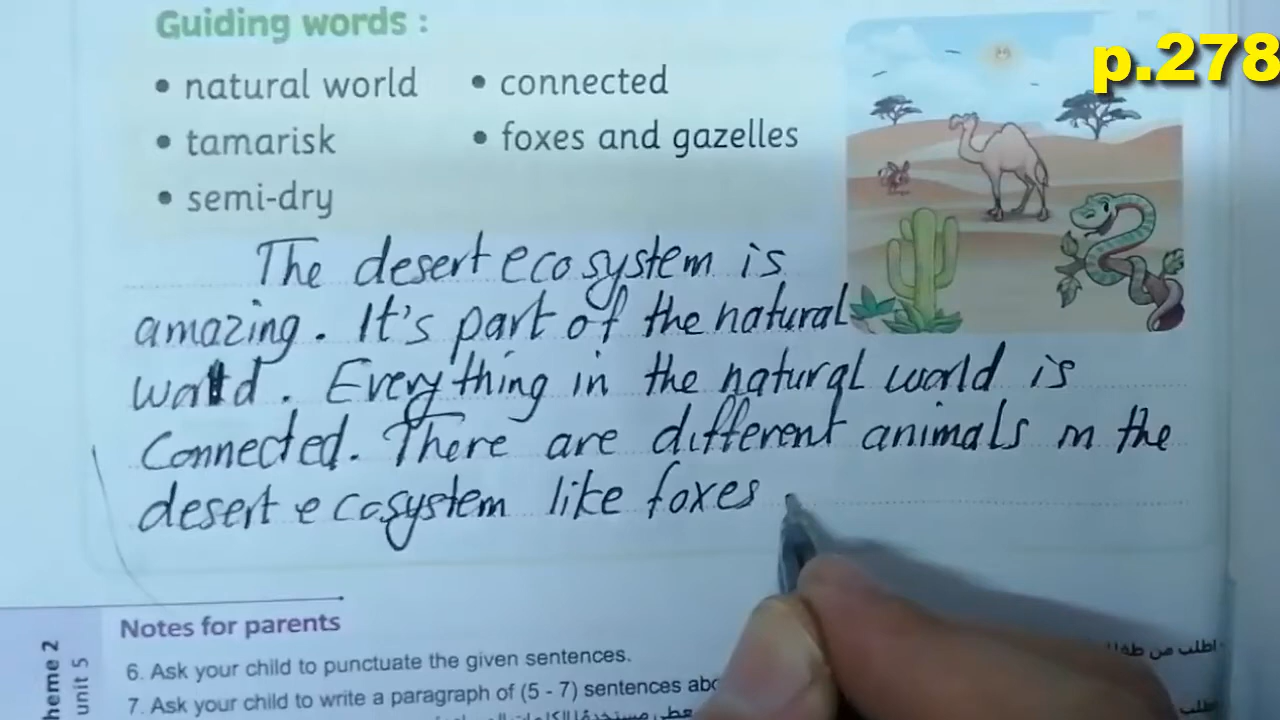 Guiding words :
p.278
• natural world • connected
• tamarisk • foxes and gazelles
• semi-dry
The desert ecosystem is
amazing. It's part of the natural
world. Everything in the natural world is
Connected. There are different animals in the
desert ecosystem like foxes
Notes for parents
6. Ask your child to punctuate the given sentences.
7. Ask your child to write a paragraph of (5 - 7) sentences
heme 2
unit 5
اطلب من